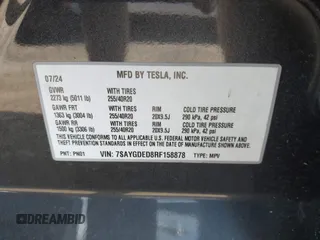 07/24
MFD BY TESLA, INC.
GVWR WITH TIRES
2273 kg (5011 lb) 255/40R20
GAWR FRT WITH TIRES RIM COLD TIRE PRESSURE
1363 kg (3004 lb) 255/40R20 20X9.5J 290 kPa, 42 psi
GAWR RR WITH TIRES RIM COLD TIRE PRESSURE
1500 kg (3306 lb) 255/40R20 20X9.5J 290 kPa, 42 psi
THIS VEHICLE CONFORMS TO ALL APPLICABLE FEDERAL MOTOR VEHICLE SAFETY, BUMPER, AND THEFT PREVENTION STANDARDS IN EFFECT ON THE DATE OF MANUFACTURE SHOWN ABOVE.
PNT: PN01 VIN: 7SAYGDED8RF158878 TYPE: MPV
DREAMBID